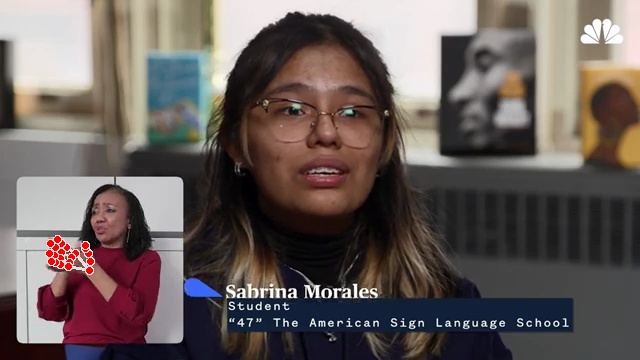 Sabrina Morales
Student
“47” The American Sign Language School